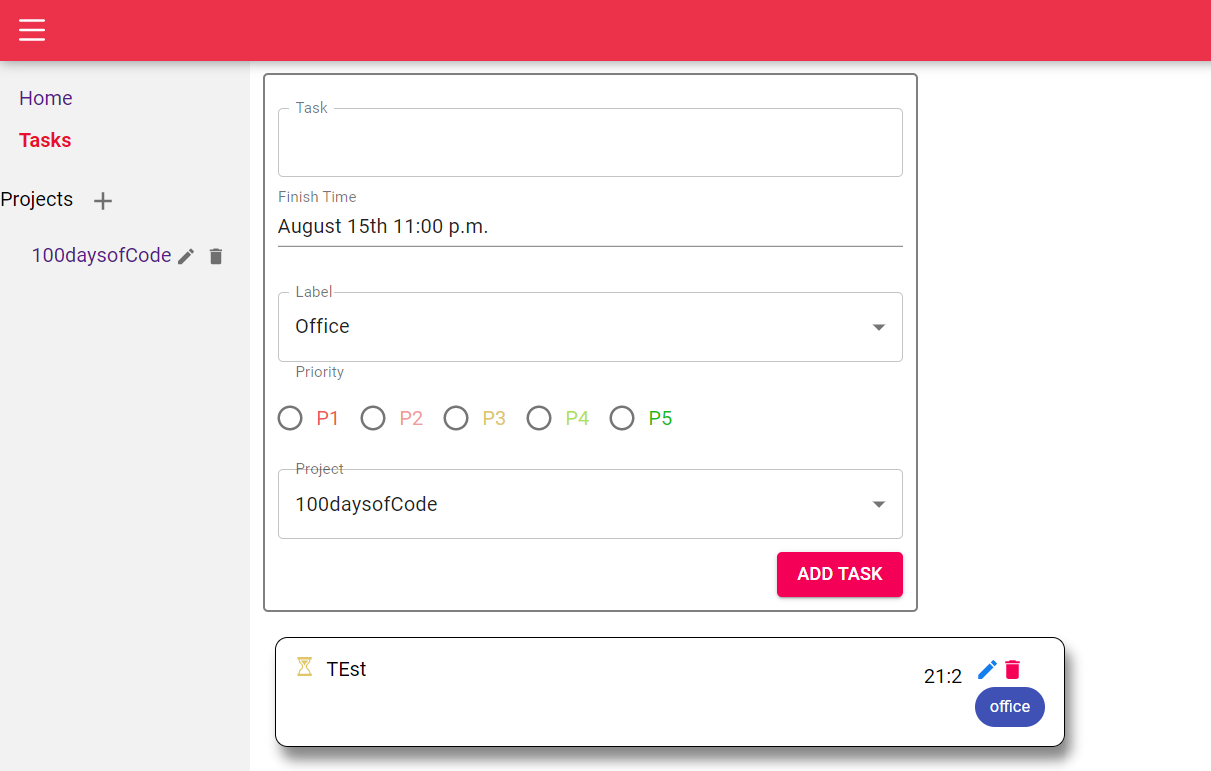 Home
Tasks
Projects
100daysofCode
Task
Finish Time
August 15th 11:00 p.m.
Label
Office
Priority
P1 P2 P3 P4 P5
Project
100daysofCode
ADD TASK
TEst 21:2
office